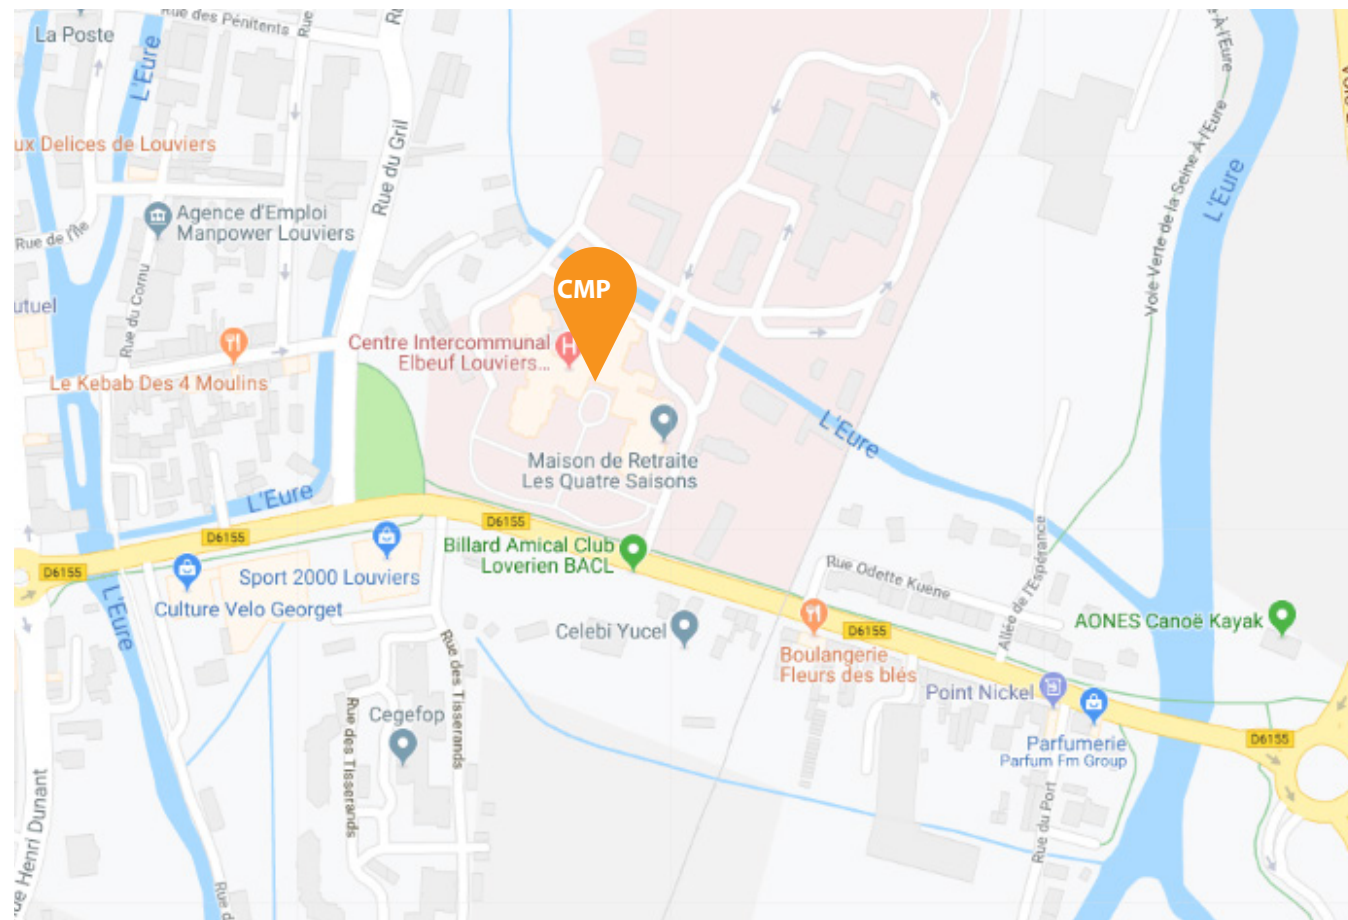 Rue des Pénitents
La Poste
L'Eure
ux Delices de Louviers
Rue du Gril
Voie Verte de la Seine-À-l'Eure
L'Eure
Agence d'Emploi
Manpower Louviers
Rue de l'Île
utuel
Rue du Cornu
CMP
Centre Intercommunal
Elbeuf Louviers...
Le Kebab Des 4 Moulins
L'Eure
Maison de Retraite
Les Quatre Saisons
L'Eure
D6155
D6155
D6155
Billard Amical Club
Loverien BACL
Sport 2000 Louviers
Culture Velo Georget
L'Eure
Rue Odette Kuene
Allée de l'Espérance
AONES Canoë Kayak
Celebi Yucel
D6155
Boulangerie
Fleurs des blés
Point Nickel
Rue des Tisserands
Rue des Tisserands
Cegefop
D6155
Parfumerie
Parfum Fm Group
Rue du Port
ue Henri Dunant